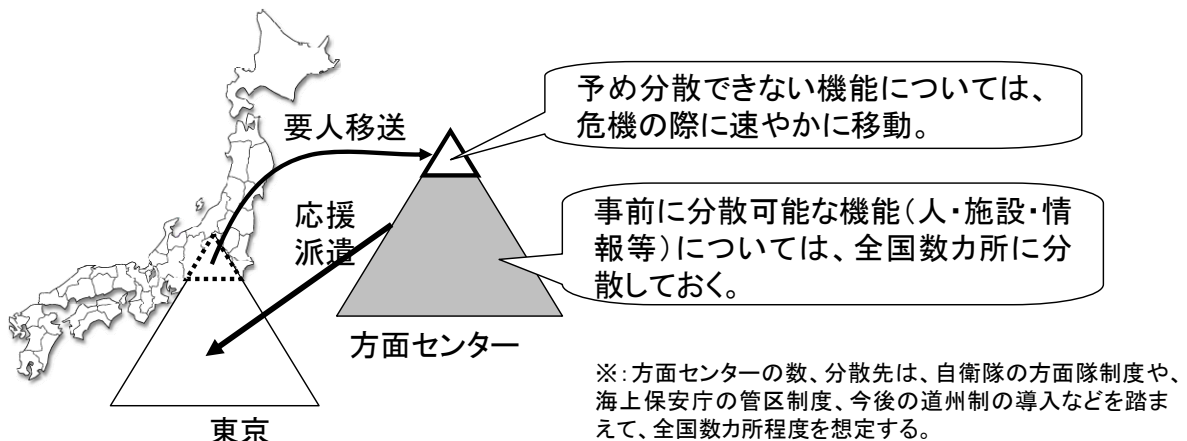 予め分散できない機能については、
危機の際に速やかに移動。
要人移送
応援
派遣
事前に分散可能な機能(人・施設・情
報等)については、全国数カ所に分
散しておく。
方面センター
東京
※:方面センターの数、分散先は、自衛隊の方面隊制度や、
海上保安庁の管区制度、今後の道州制の導入などを踏ま
えて、全国数カ所程度を想定する。